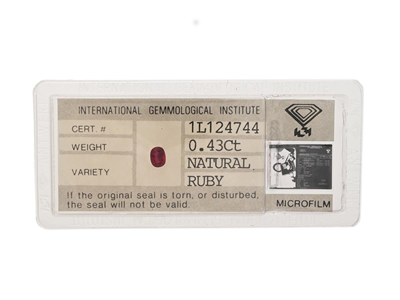 INTERNATIONAL GEMMOLOGICAL INSTITUTE
CERT. # 1L124744
WEIGHT 0.43Ct
VARIETY NATURAL
RUBY
If the original seal is torn, or disturbed,
the seal will not be valid.
MICROFILM